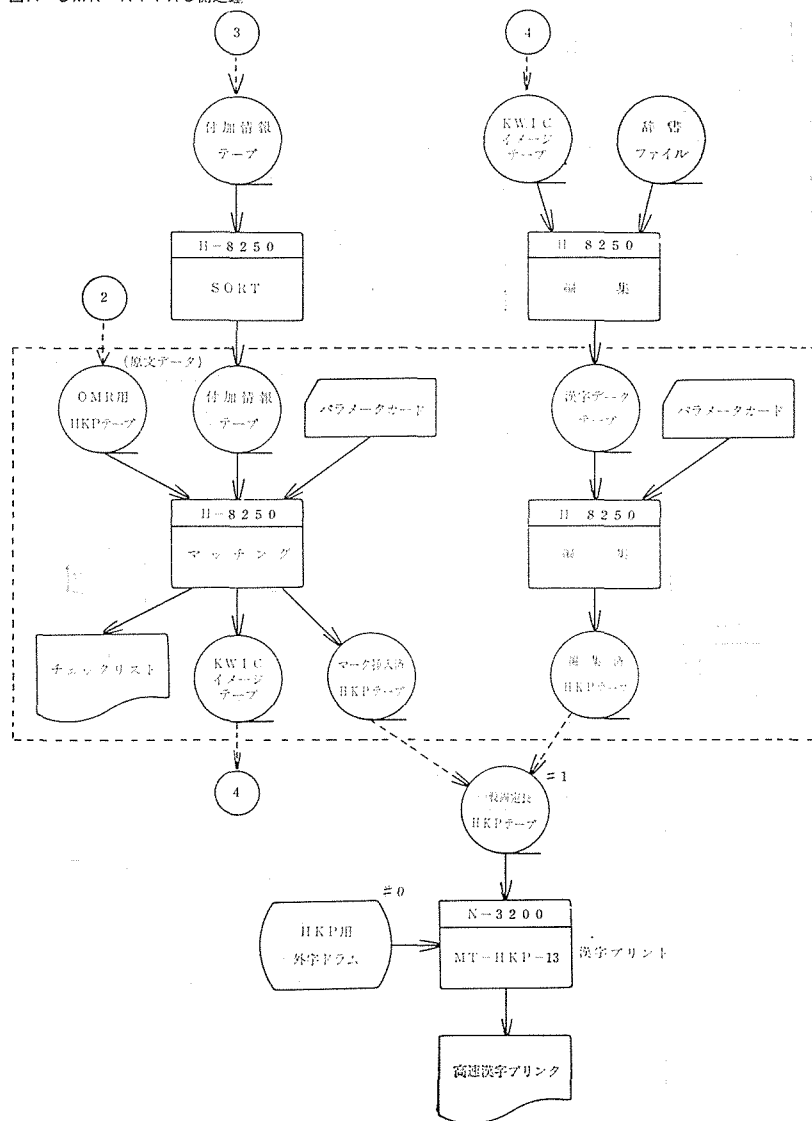 3
4
付加情報
テープ
KWIC
イメージ
テープ
辞書
ファイル
H-8250
SORT
H 8250
編 集
2
(原文データ)
OMR用
HKPテープ
付加情報
テープ
パラメータカード
漢字データ
テープ
パラメータカード
H-8250
マッチング
H 8250
編 集
チェックリスト
KWIC
イメージ
テープ
マーク挿入済
HKPテープ
編集済
HKPテープ
4
#1
一般固定長
HKPテープ
#0
HKP用
外字ドラム
N-3200
MT-HKP-13
漢字プリント
高速漢字プリンタ